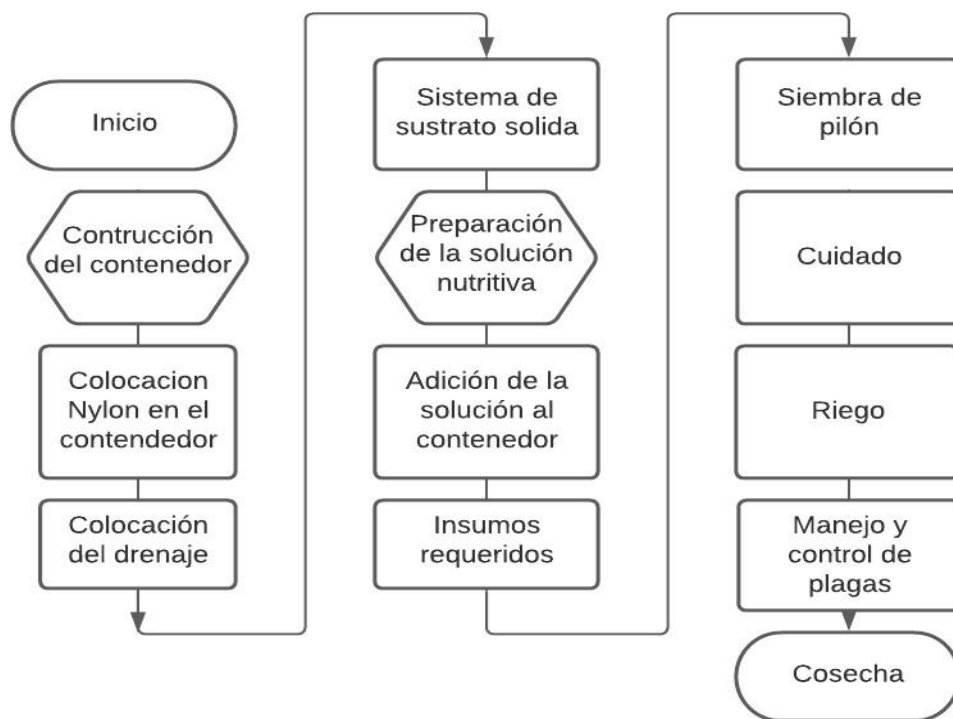 Inicio
Contrucción
del contenedor
Colocacion
Nylon en el
contendedor
Colocación
del drenaje
Sistema de
sustrato solida
Preparación
de la solución
nutritiva
Adición de la
solución al
contenedor
Insumos
requeridos
Siembra de
pilón
Cuidado
Riego
Manejo y
control de
plagas
Cosecha